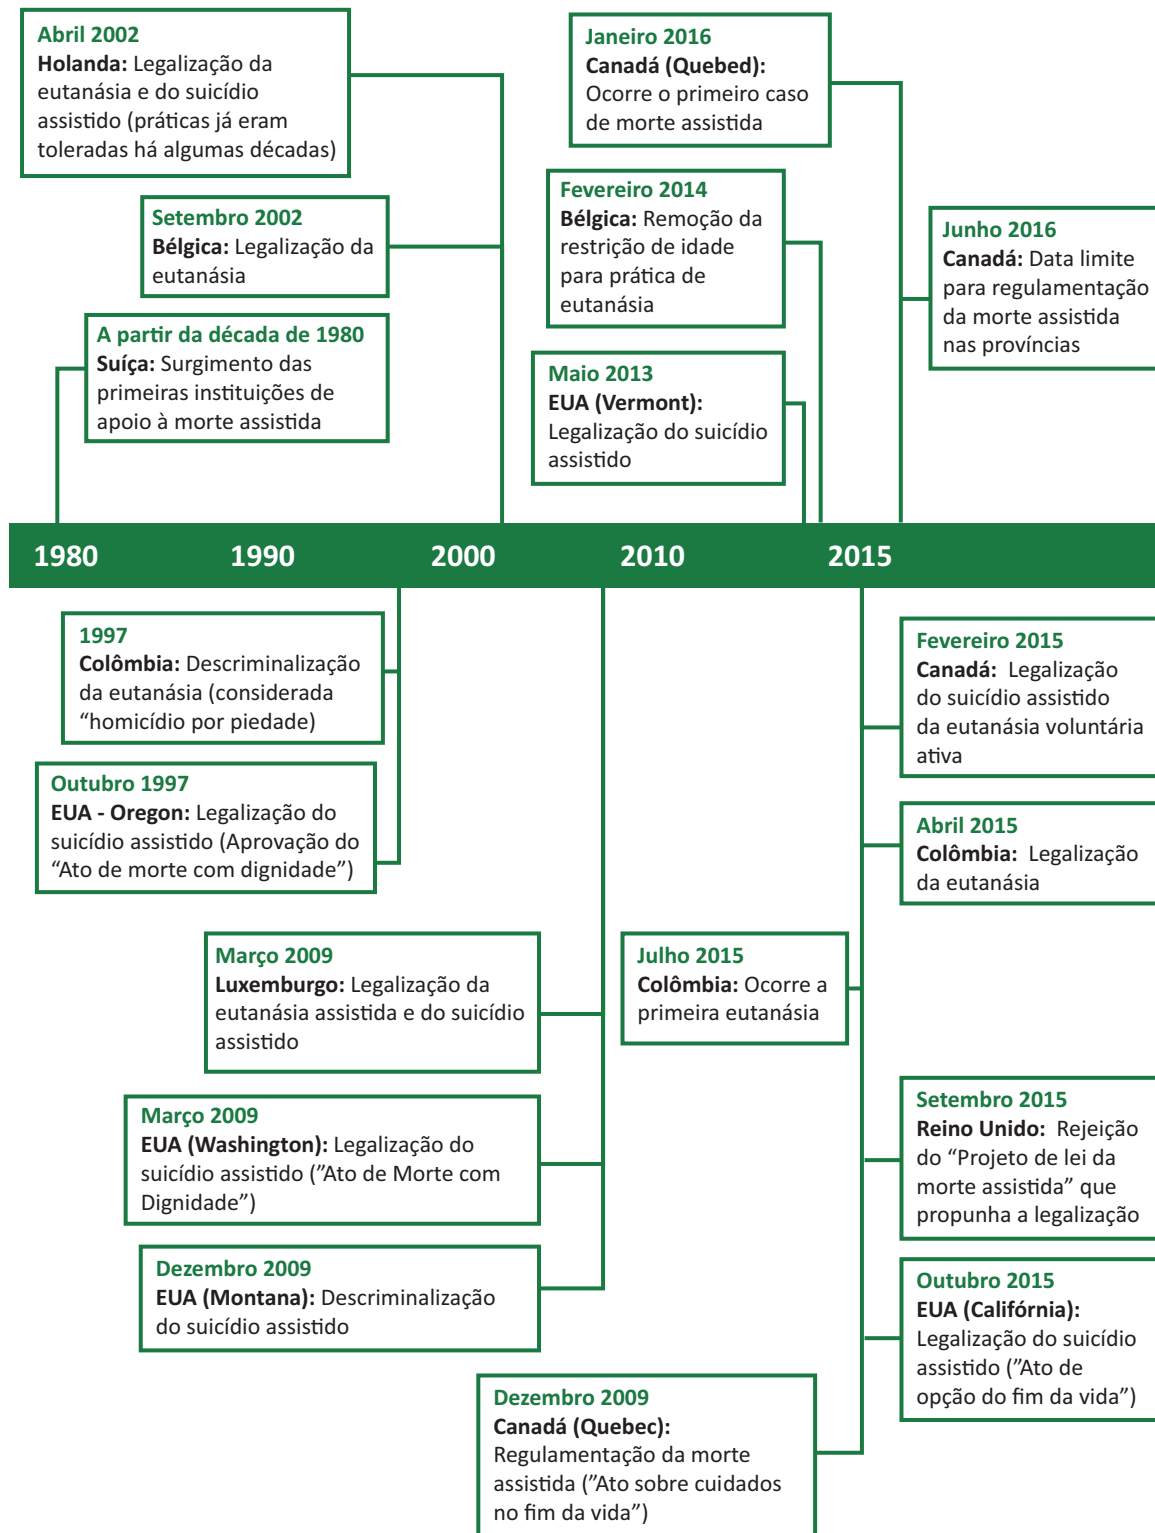 Abril 2002
Holanda: Legalização da
eutanásia e do suicídio
assistido (práticas já eram
toleradas há algumas décadas)
Setembro 2002
Bélgica: Legalização da
eutanásia
A partir da década de 1980
Suíça: Surgimento das
primeiras instituições de
apoio à morte assistida
Janeiro 2016
Canadá (Quebed):
Ocorre o primeiro caso
de morte assistida
Fevereiro 2014
Bélgica: Remoção da
restrição de idade
para prática de
eutanásia
Maio 2013
EUA (Vermont):
Legalização do suicídio
assistido
Junho 2016
Canadá: Data limite
para regulamentação
da morte assistida
nas províncias
1980 1990 2000 2010 2015
1997
Colômbia: Descriminalização
da eutanásia (considerada
“homicídio por piedade)
Outubro 1997
EUA - Oregon: Legalização do
suicídio assistido (Aprovação do
“Ato de morte com dignidade”)
Março 2009
Luxemburgo: Legalização da
eutanásia assistida e do suicídio
assistido
Março 2009
EUA (Washington): Legalização do
suicídio assistido (”Ato de Morte com
Dignidade”)
Dezembro 2009
EUA (Montana): Descriminalização
do suicídio assistido
Fevereiro 2015
Canadá: Legalização
do suicídio assistido
da eutanásia voluntária
ativa
Abril 2015
Colômbia: Legalização
da eutanásia
Julho 2015
Colômbia: Ocorre a
primeira eutanásia
Setembro 2015
Reino Unido: Rejeição
do “Projeto de lei da
morte assistida” que
propunha a legalização
Outubro 2015
EUA (Califórnia):
Legalização do suicídio
assistido (”Ato de
opção do fim da vida”)
Dezembro 2009
Canadá (Quebec):
Regulamentação da morte
assistida (”Ato sobre cuidados
no fim da vida”)